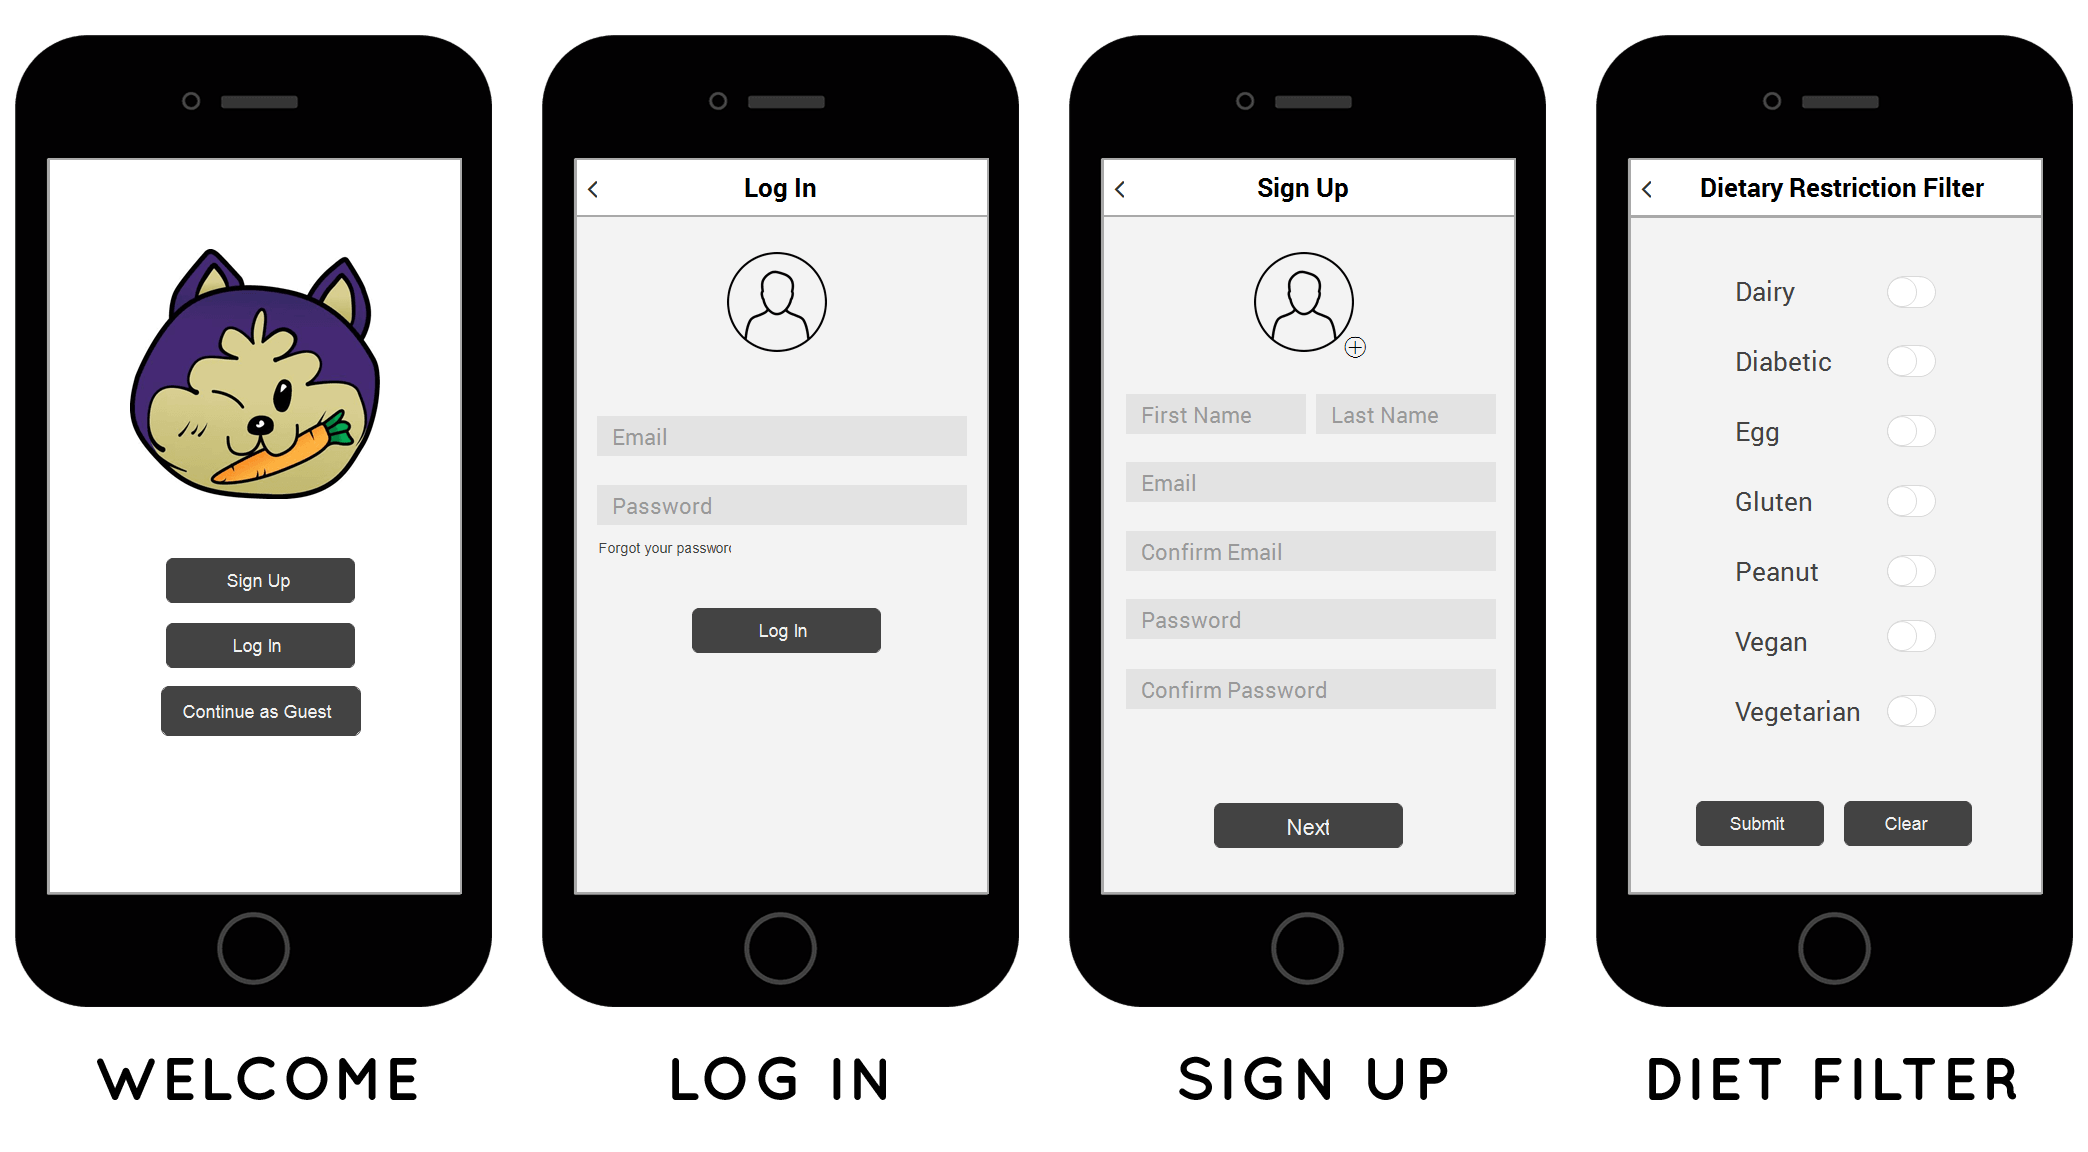 Sign Up
Log In
Continue as Guest
WELCOME
Log In
Email
Password
Forgot your passwor
Log In
LOG IN
Sign Up
First Name Last Name
Email
Confirm Email
Password
Confirm Password
Next
SIGN UP
Dietary Restriction Filter
Dairy
Diabetic
Egg
Gluten
Peanut
Vegan
Vegetarian
Submit Clear
DIET FILTER